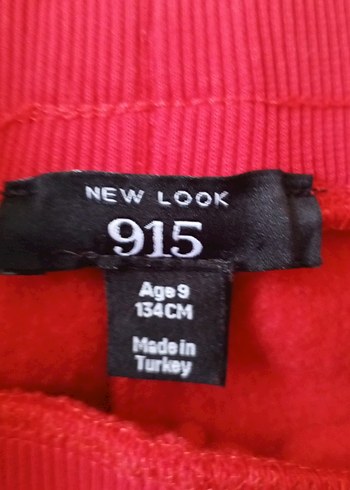 NEW LOOK
915
Age 9
134CM
Made in
Turkey